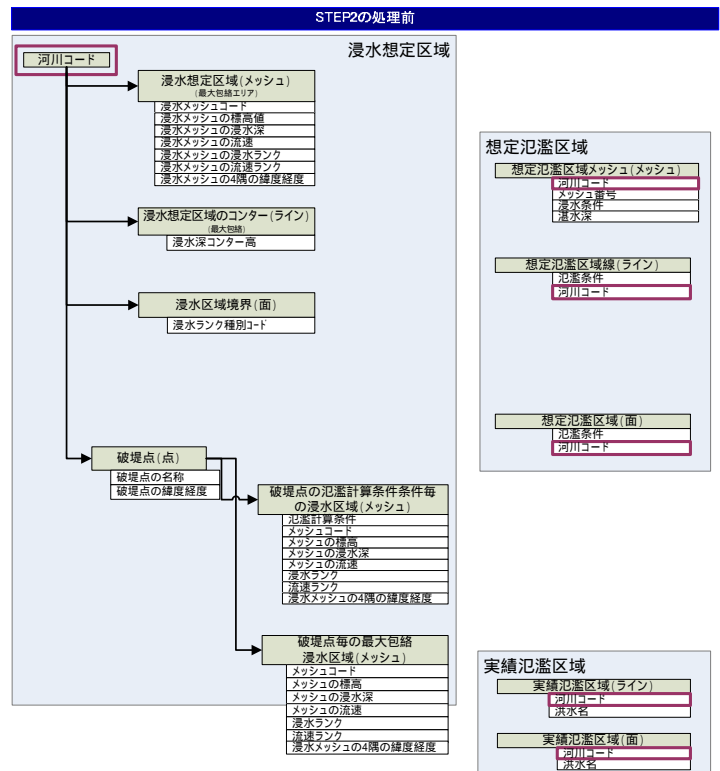 STEP2の処理前
浸水想定区域
河川コード
浸水想定区域(メッシュ)
(最大包絡エリア)
浸水メッシュコード
浸水メッシュの標高値
浸水メッシュの浸水深
浸水メッシュの流速
浸水メッシュの浸水ランク
浸水メッシュの流速ランク
浸水メッシュの4隅の緯度経度
浸水想定区域のコンター(ライン)
(最大包絡)
浸水深コンター高
浸水区域境界(面)
浸水ランク種別コード
破堤点(点)
破堤点の名称
破堤点の緯度経度
破堤点の氾濫計算条件条件毎
の浸水区域(メッシュ)
氾濫計算条件
メッシュコード
メッシュの標高
メッシュの浸水深
メッシュの流速
浸水ランク
流速ランク
浸水メッシュの4隅の緯度経度
破堤点毎の最大包絡
浸水区域(メッシュ)
メッシュコード
メッシュの標高
メッシュの浸水深
メッシュの流速
浸水ランク
流速ランク
浸水メッシュの4隅の緯度経度
想定氾濫区域
想定氾濫区域メッシュ(メッシュ)
河川コード
メッシュ番号
浸水条件
湛水深
想定氾濫区域線(ライン)
氾濫条件
河川コード
想定氾濫区域(面)
氾濫条件
河川コード
実績氾濫区域
実績氾濫区域(ライン)
河川コード
洪水名
実績氾濫区域(面)
河川コード
洪水名